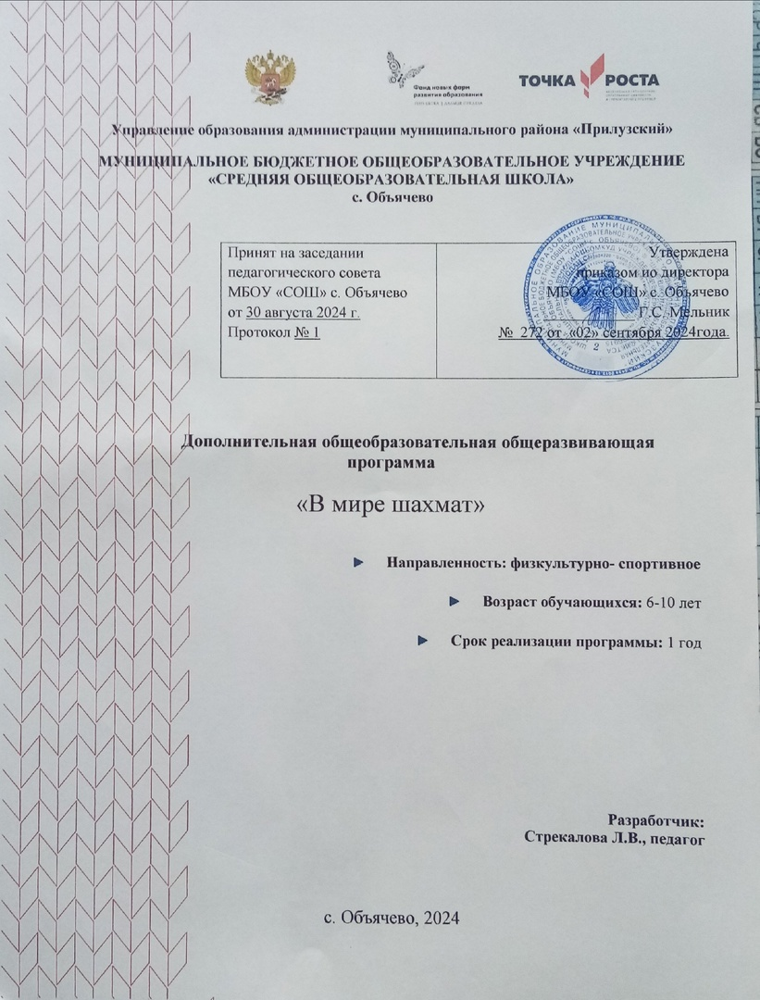 Фонд новых форм
развития образования
ТОЧКА РОСТА
Управление образования администрации муниципального района «Прилузский»
МУНИЦИПАЛЬНОЕ БЮДЖЕТНОЕ ОБЩЕОБРАЗОВАТЕЛЬНОЕ УЧРЕЖДЕНИЕ
«СРЕДНЯЯ ОБЩЕОБРАЗОВАТЕЛЬНАЯ ШКОЛА»
с. Объячево
Принят на заседании
педагогического совета
МБОУ «СОШ» с. Объячево
от 30 августа 2024 г.
Протокол № 1
Утверждена
приказом ио директора
МБОУ «СОШ» с. Объячево
Г.С. Мельник
№ 272 от «02» сентября 2024года.
Дополнительная общеобразовательная общеразвивающая
программа
«В мире шахмат»
Направленность: физкультурно- спортивное
Возраст обучающихся: 6-10 лет
Срок реализации программы: 1 год
Разработчик:
Стрекалова Л.В., педагог
с. Объячево, 2024